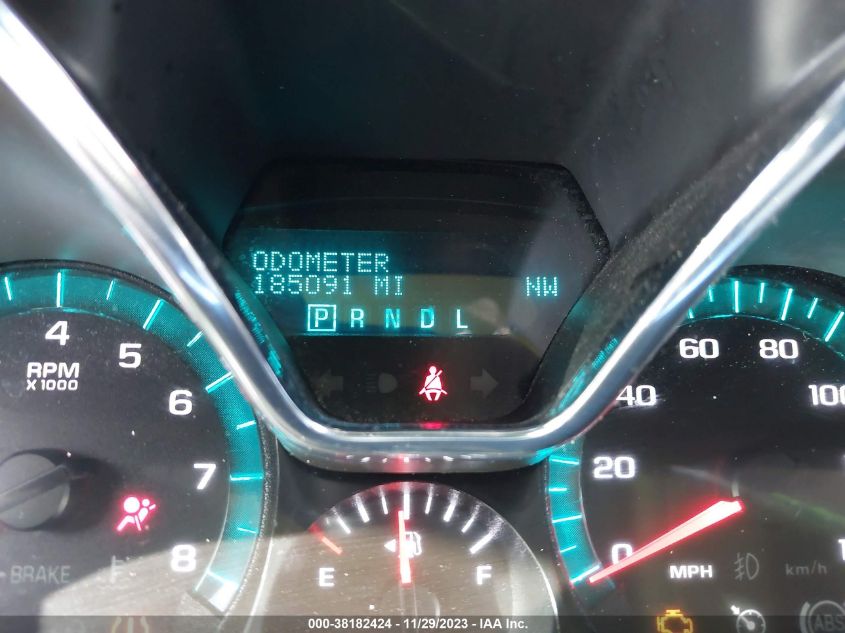 ODOMETER
185091 MI NW
P R N D L
4
5
6
7
8
RPM
X1000
BRAKE
E F
0
20
40
60
80
100
MPH
km/h
ABS
000-38182424 - 11/29/2023 - IAA Inc.